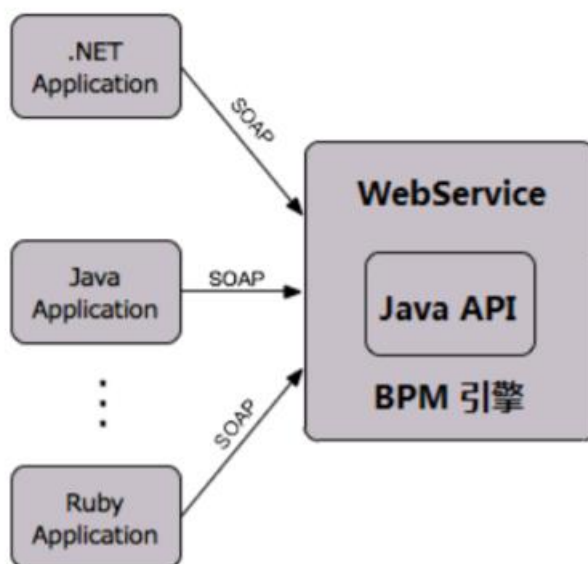 .NET
Application
SOAP
WebService
Java
Application
SOAP
Java API
BPM 引擎
SOAP
Ruby
Application